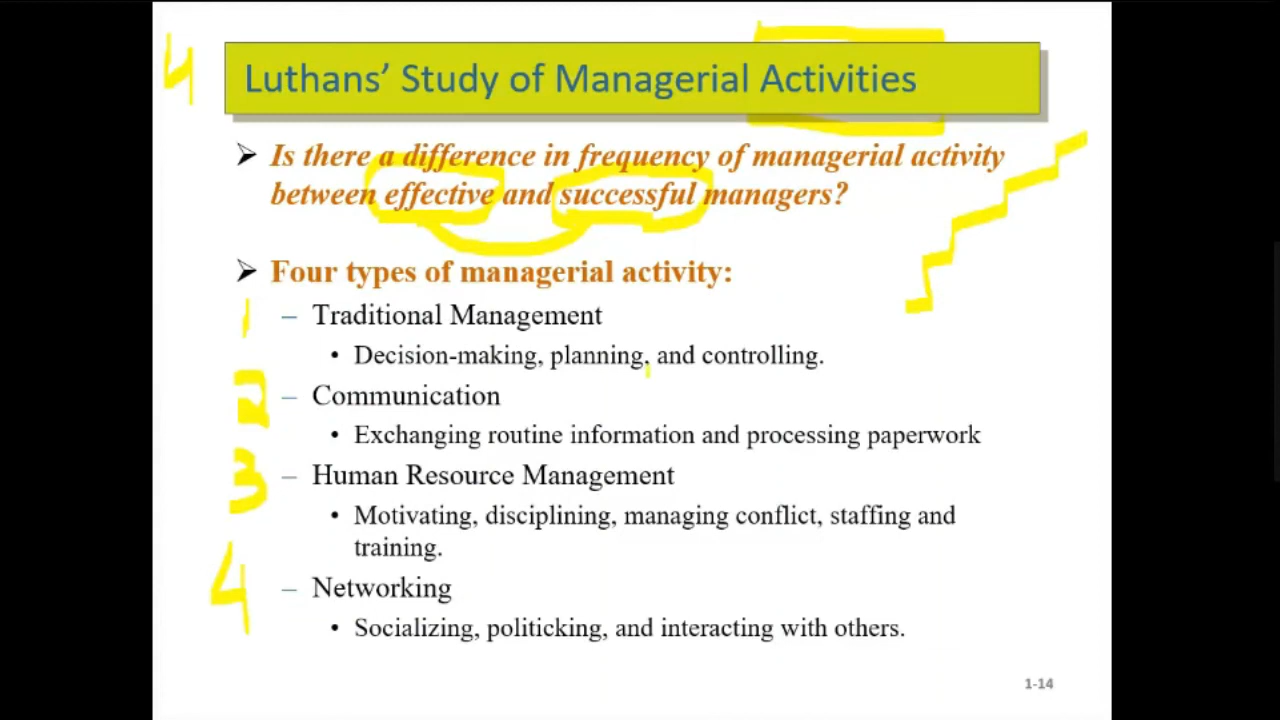 4
Luthans’ Study of Managerial Activities
➢ Is there a difference in frequency of managerial activity
between effective and successful managers?
➢ Four types of managerial activity:
1
– Traditional Management
• Decision-making, planning, and controlling.
2
– Communication
• Exchanging routine information and processing paperwork
3
– Human Resource Management
• Motivating, disciplining, managing conflict, staffing and
training.
4
– Networking
• Socializing, politicking, and interacting with others.
1-14